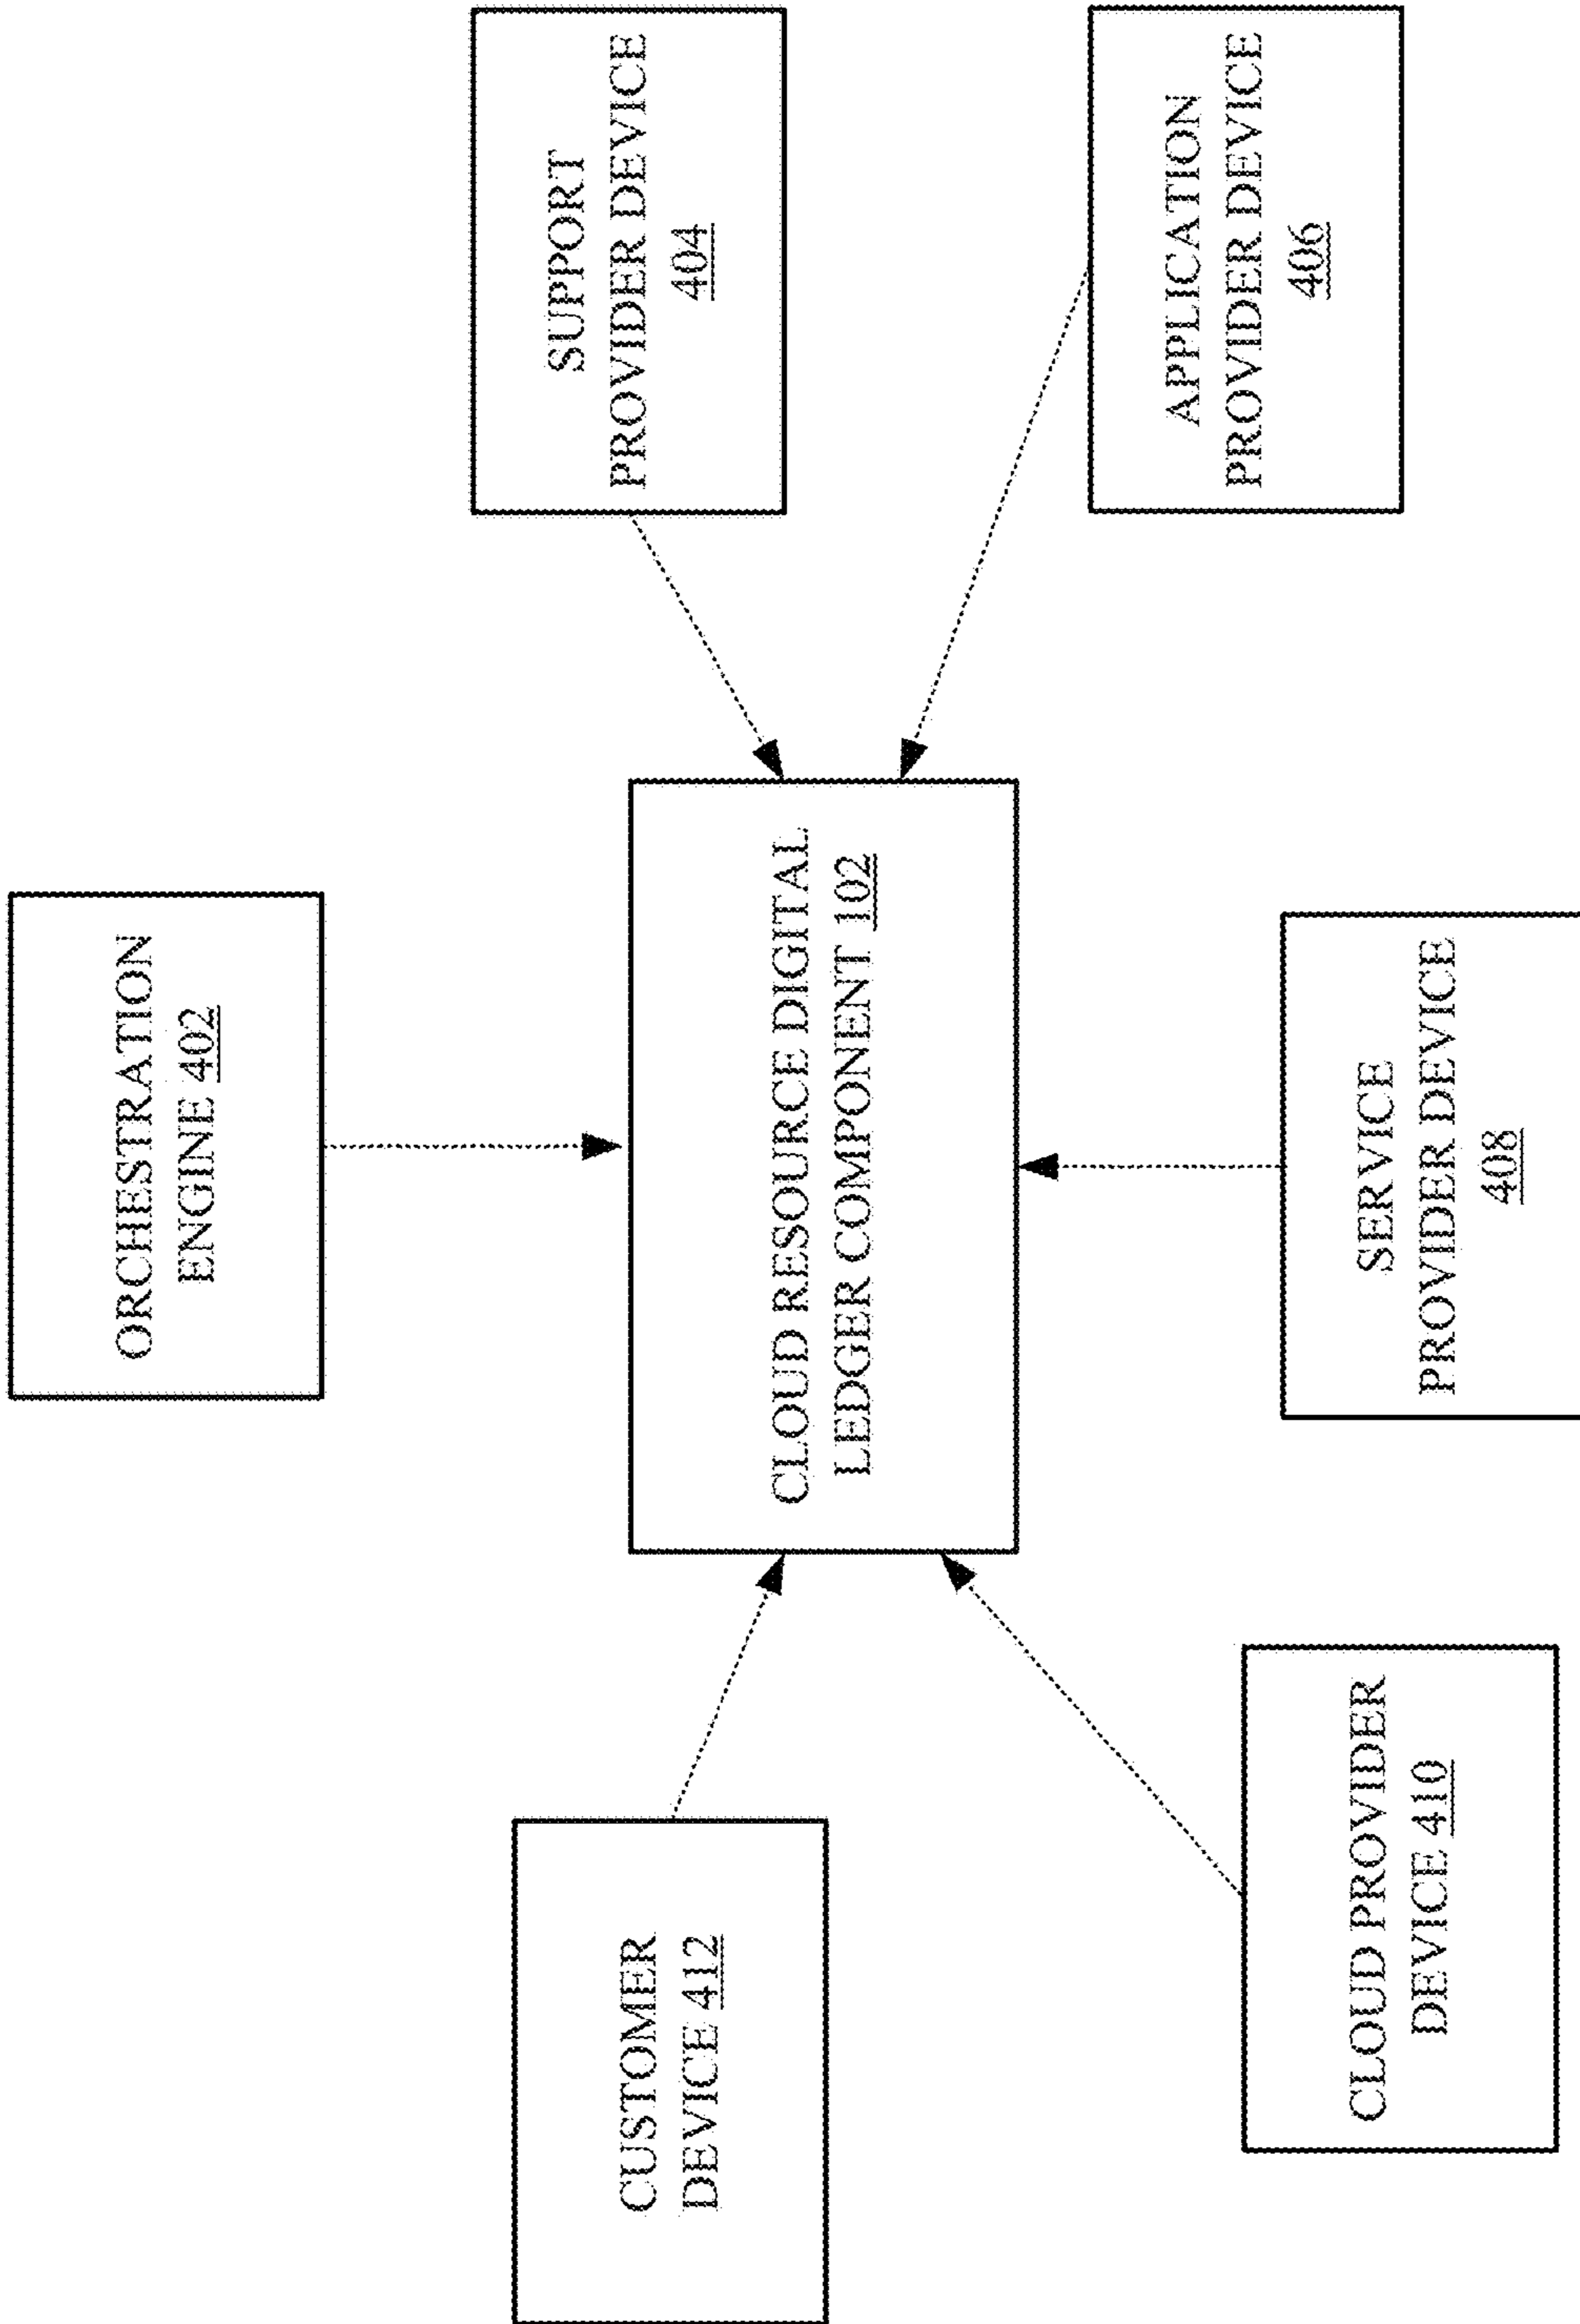 ORCHESTRATION
ENGINE 402
SUPPORT
PROVIDER DEVICE
404
CUSTOMER
DEVICE 412
CLOUD RESOURCE DIGITAL
LEDGER COMPONENT 102
APPLICATION
PROVIDER DEVICE
406
CLOUD PROVIDER
DEVICE 410
SERVICE
PROVIDER DEVICE
408